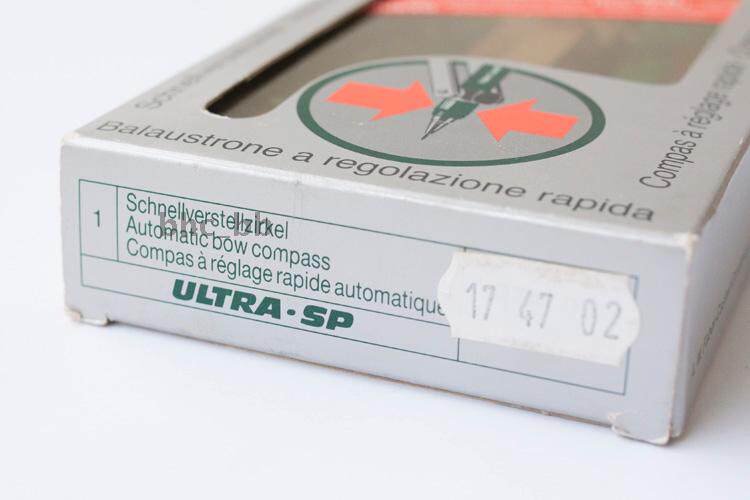 Balaustrone a regolazione rapida
Compas à réglage rapide
1
Schnellverstellzirkel
Automatic bow compass
Compas à réglage rapide automatique
ULTRA·SP
17 47 02